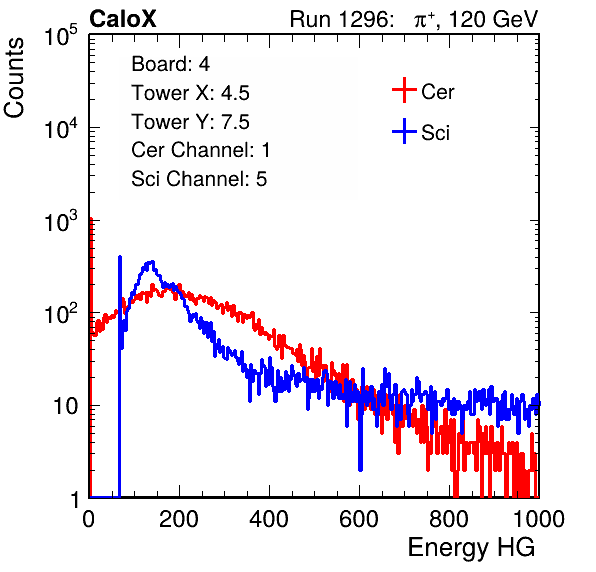 CaloX Run 1296: π⁺, 120 GeV
Counts
Board: 4
Tower X: 4.5
Tower Y: 7.5
Cer Channel: 1
Sci Channel: 5
Cer
Sci
10⁵
10⁴
10³
10²
10
1
0 200 400 600 800 1000
Energy HG